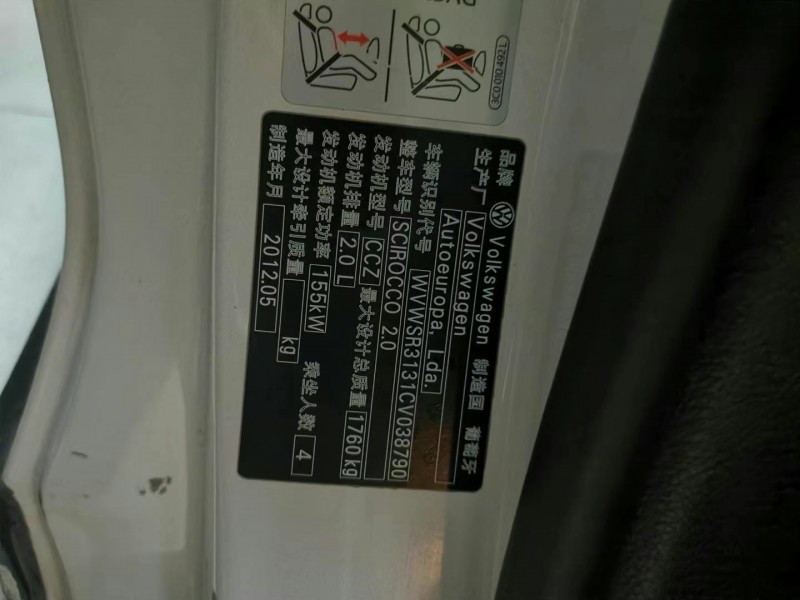 3C0 010 492 L
品牌 Volkswagen 制造国 葡萄牙
生产厂 Volkswagen
Autoeuropa, Lda.
车辆识别代号 WVWSR3131CV038790
整车型号 SCIROCCO 2.0
发动机型号 CCZ 最大设计总质量 1760 kg
发动机排量 2.0 L
发动机额定功率 155kW 乘坐人数 4
最大设计牵引质量 kg
制造年月 2012.05